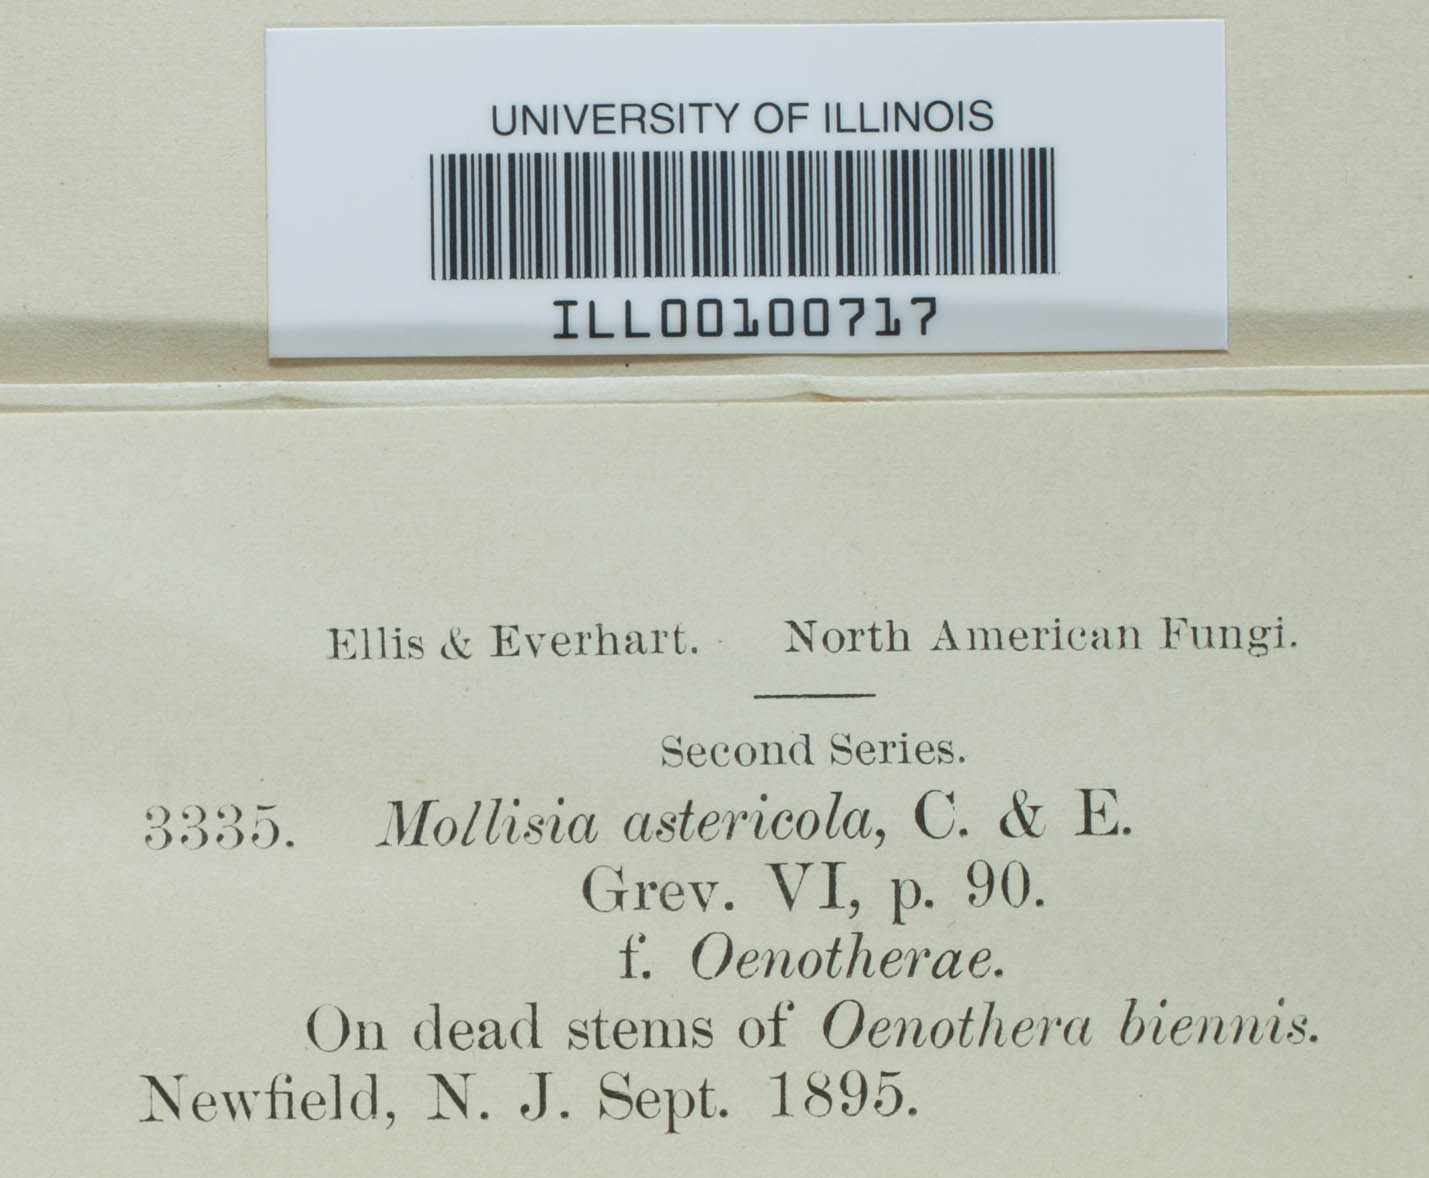 UNIVERSITY OF ILLINOIS
ILL00100717
Ellis & Everhart. North American Fungi.
Second Series.
3335. Mollisia astericola, C. & E.
Grev. VI, p. 90.
f. Oenotherae.
On dead stems of Oenothera biennis.
Newfield, N. J. Sept. 1895.